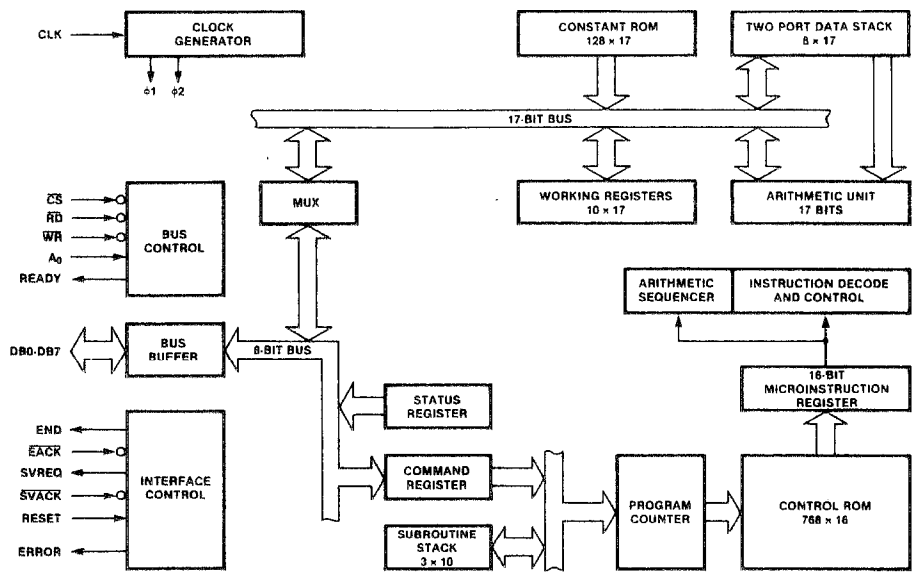 CLK
CLOCK
GENERATOR
ϕ1 ϕ2
CONSTANT ROM
128 × 17
TWO PORT DATA STACK
8 × 17
17-BIT BUS
MUX
WORKING REGISTERS
10 × 17
ARITHMETIC UNIT
17 BITS
CS
RD
WR
A0
READY
BUS
CONTROL
ARITHMETIC
SEQUENCER
INSTRUCTION DECODE
AND CONTROL
DB0-DB7
BUS
BUFFER
8-BIT BUS
16-BIT
MICROINSTRUCTION
REGISTER
STATUS
REGISTER
END
EACK
SVREQ
SVACK
RESET
ERROR
INTERFACE
CONTROL
COMMAND
REGISTER
SUBROUTINE
STACK
3 × 10
PROGRAM
COUNTER
CONTROL ROM
768 × 16